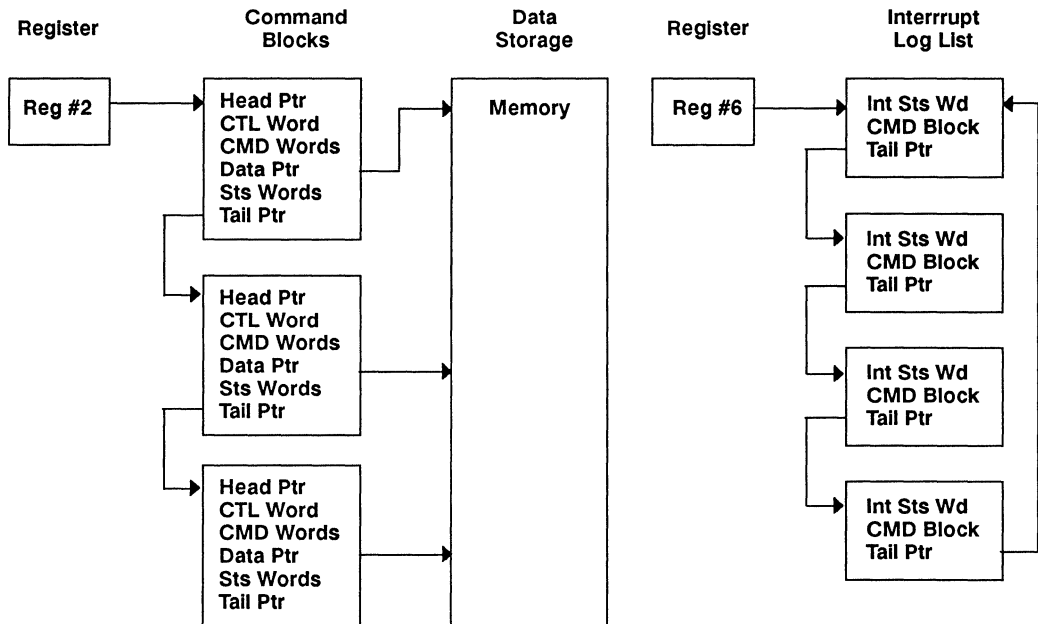 Register
Command
Blocks
Data
Storage
Register
Interrrupt
Log List
Reg #2
Head Ptr
CTL Word
CMD Words
Data Ptr
Sts Words
Tail Ptr
Head Ptr
CTL Word
CMD Words
Data Ptr
Sts Words
Tail Ptr
Head Ptr
CTL Word
CMD Words
Data Ptr
Sts Words
Tail Ptr
Memory
Reg #6
Int Sts Wd
CMD Block
Tail Ptr
Int Sts Wd
CMD Block
Tail Ptr
Int Sts Wd
CMD Block
Tail Ptr
Int Sts Wd
CMD Block
Tail Ptr